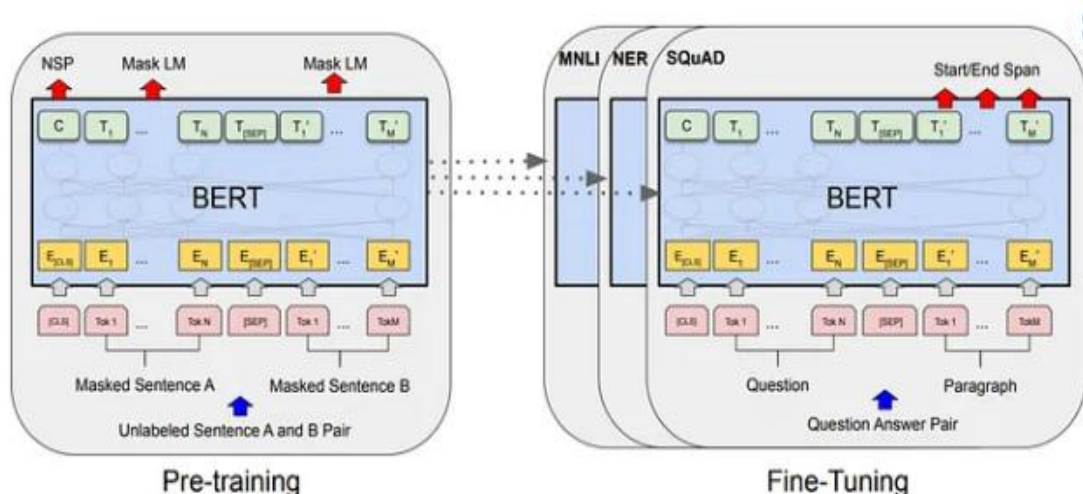 NSP Mask LM Mask LM
C T1 ... TN T[SEP] T1' ... TM'
BERT
E[CLS] E1 ... EN E[SEP] E1' ... EM'
[CLS] Tok 1 ... Tok N [SEP] Tok 1 ... TokM
Masked Sentence A Masked Sentence B
Unlabeled Sentence A and B Pair
Pre-training
MNLI NER SQuAD
Start/End Span
C T1 ... TN T[SEP] T1' ... TM'
BERT
E[CLS] E1 ... EN E[SEP] E1' ... EM'
[CLS] Tok 1 ... Tok N [SEP] Tok 1 ... TokM
Question Paragraph
Question Answer Pair
Fine-Tuning